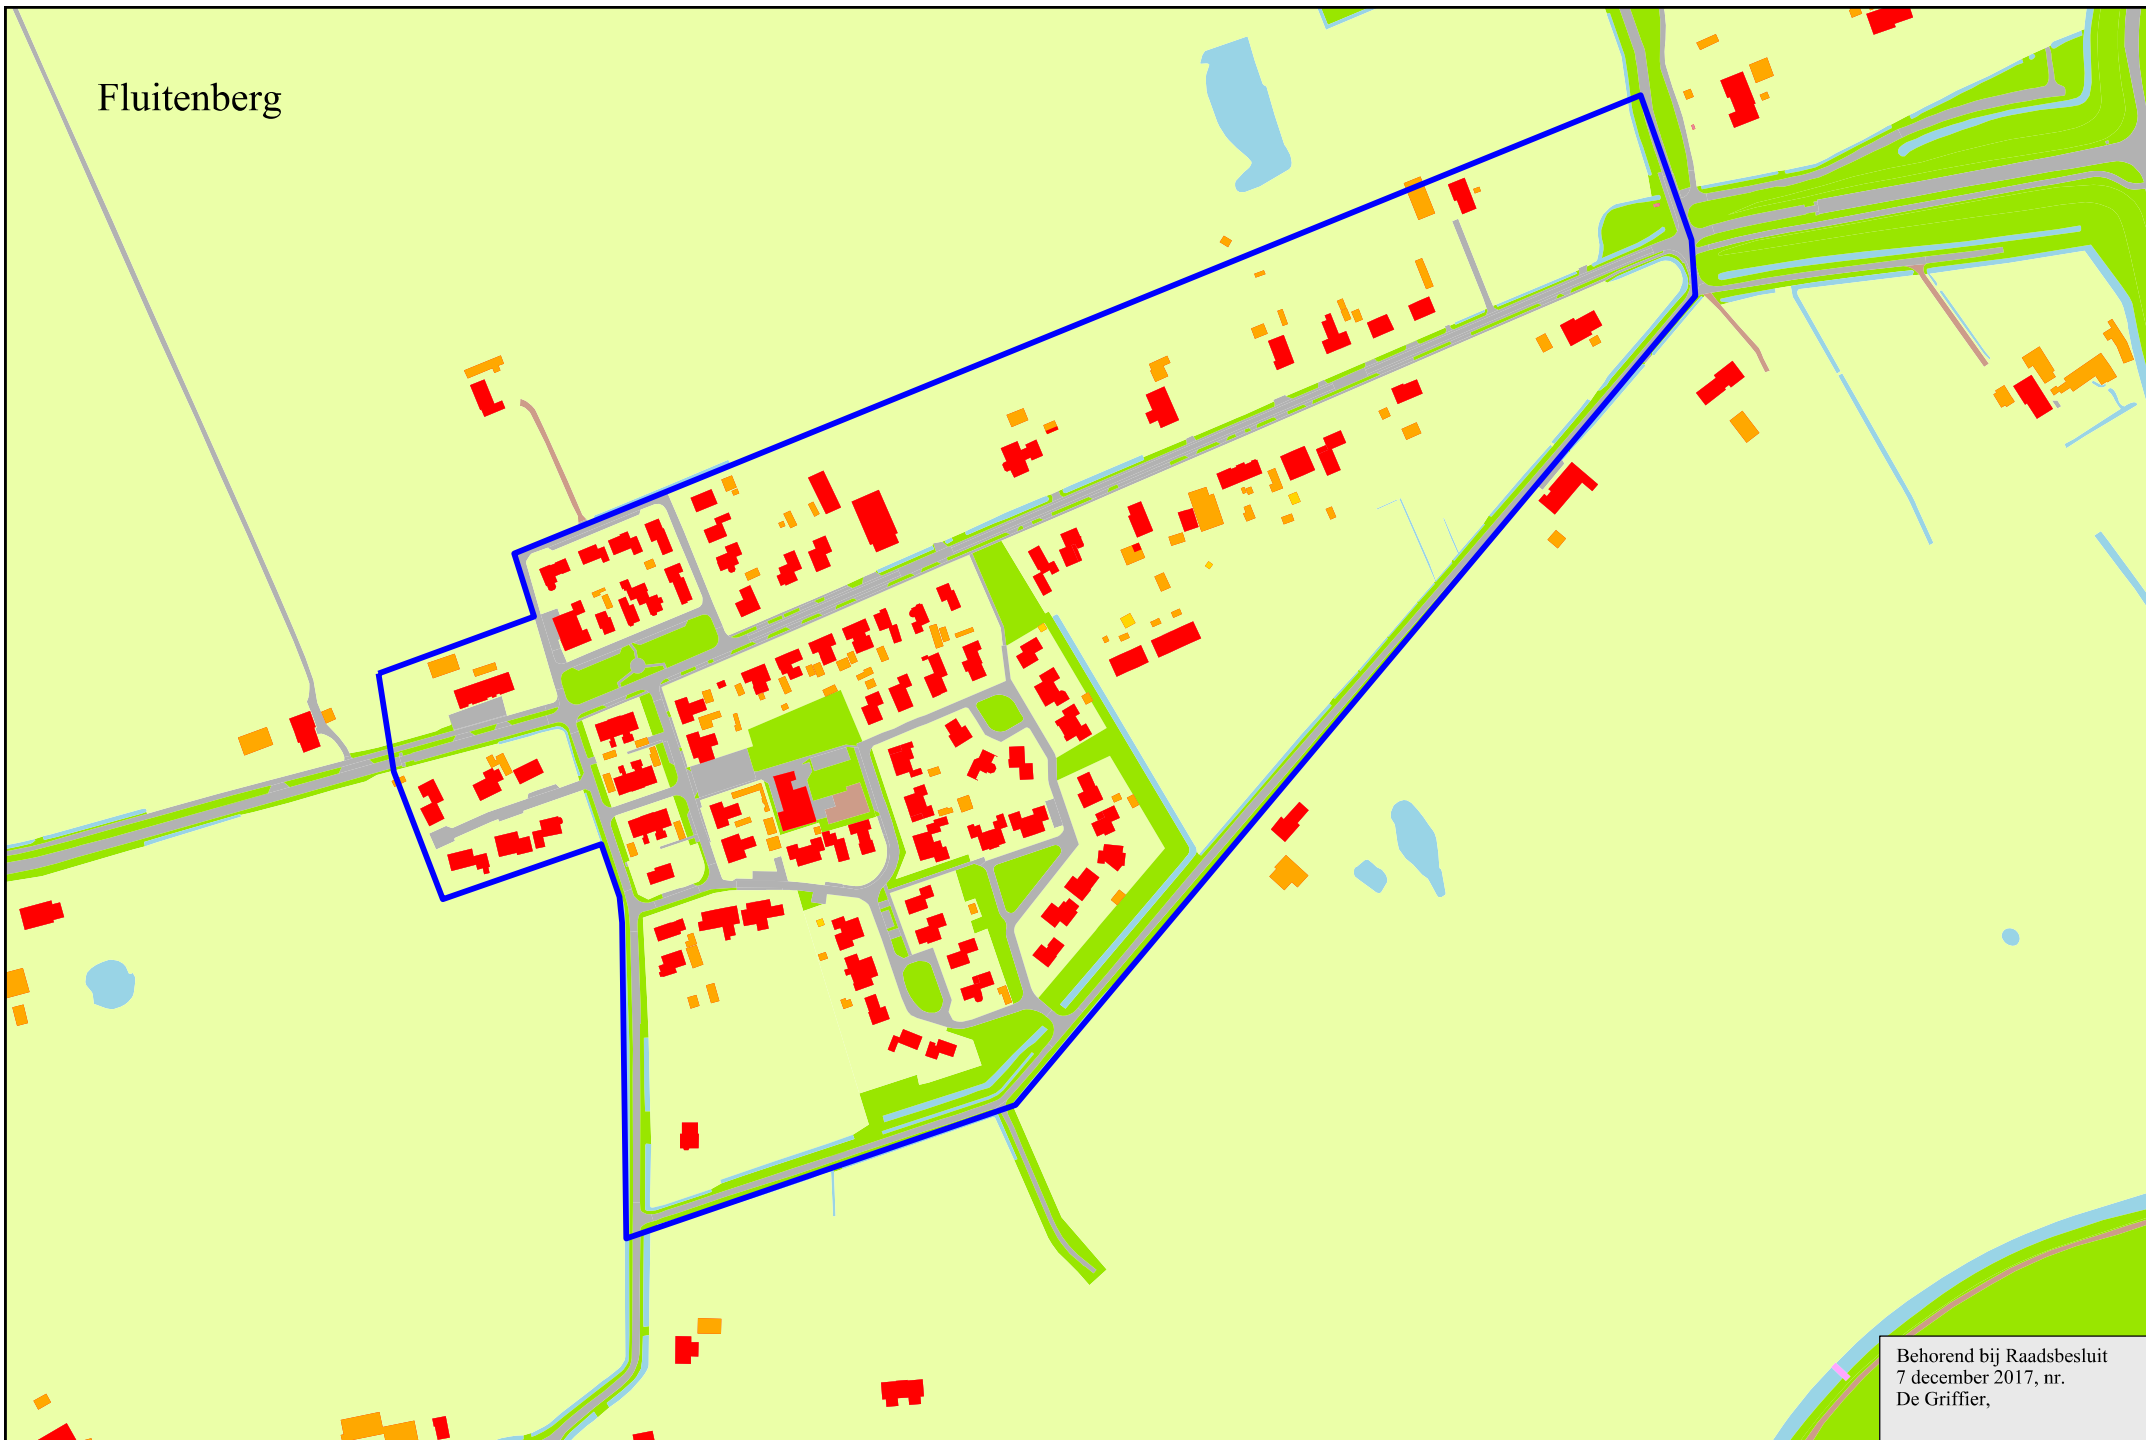 Fluitenberg
Behorend bij Raadsbesluit
7 december 2017, nr.
De Griffier,